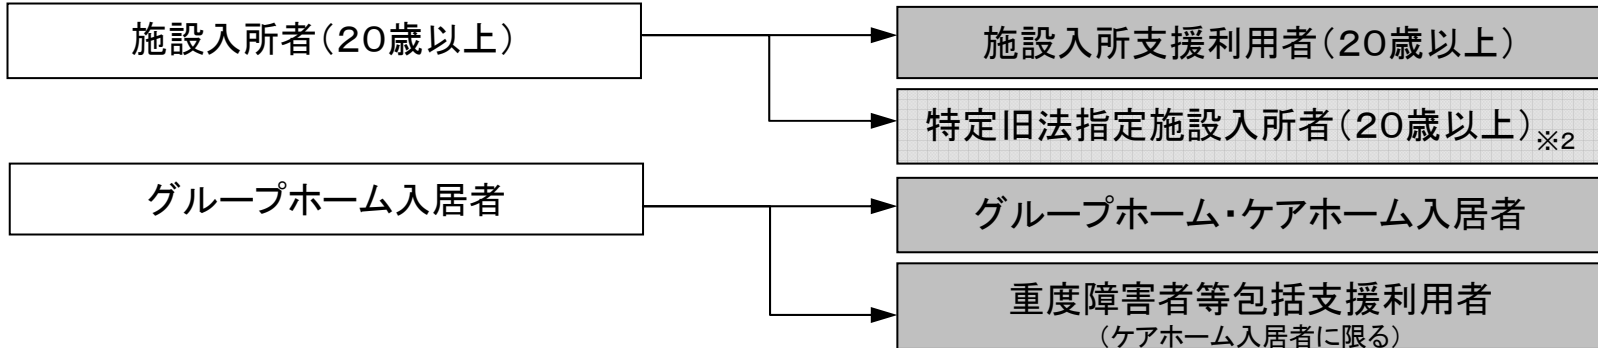 施設入所者（20歳以上）
施設入所支援利用者（20歳以上）
特定旧法指定施設入所者（20歳以上）※2
グループホーム入居者
グループホーム・ケアホーム入居者
重度障害者等包括支援利用者
（ケアホーム入居者に限る）